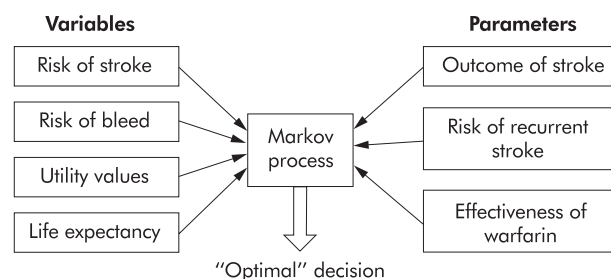 Variables
Risk of stroke
Risk of bleed
Utility values
Life expectancy
Markov
process
Parameters
Outcome of stroke
Risk of recurrent
stroke
Effectiveness of
warfarin
“Optimal” decision